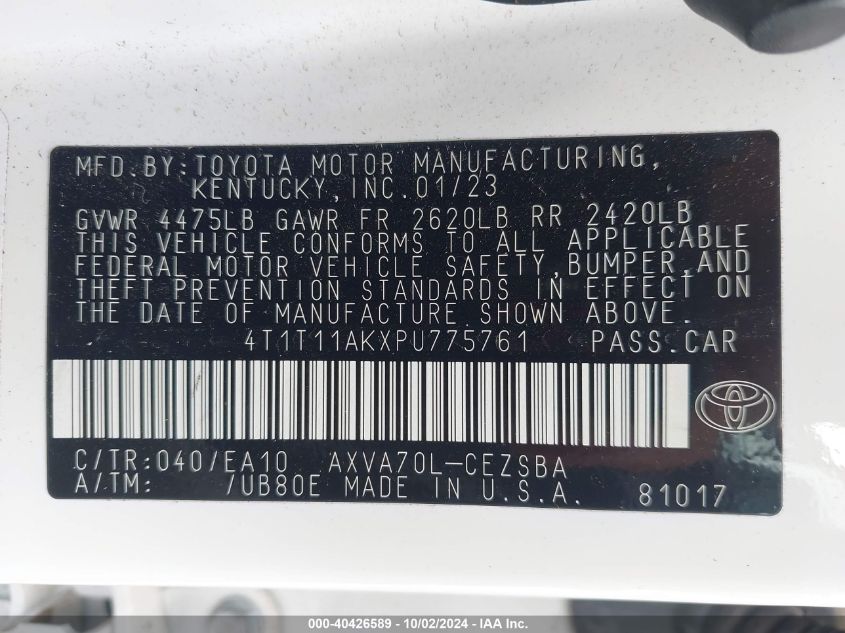 MFD.BY:TOYOTA MOTOR MANUFACTURING,
KENTUCKY,INC.01/23
GVWR 4475LB GAWR FR 2620LB RR 2420LB
THIS VEHICLE CONFORMS TO ALL APPLICABLE
FEDERAL MOTOR VEHICLE SAFETY,BUMPER,AND
THEFT PREVENTION STANDARDS IN EFFECT ON
THE DATE OF MANUFACTURE SHOWN ABOVE.
4T1T11AKXPU775761 PASS.CAR
C/TR:040/EA10 AXVA70L-CEZSBA
A/TM: /UB80E MADE IN U.S.A. 81017
000-40426589 - 10/02/2024 - IAA Inc.